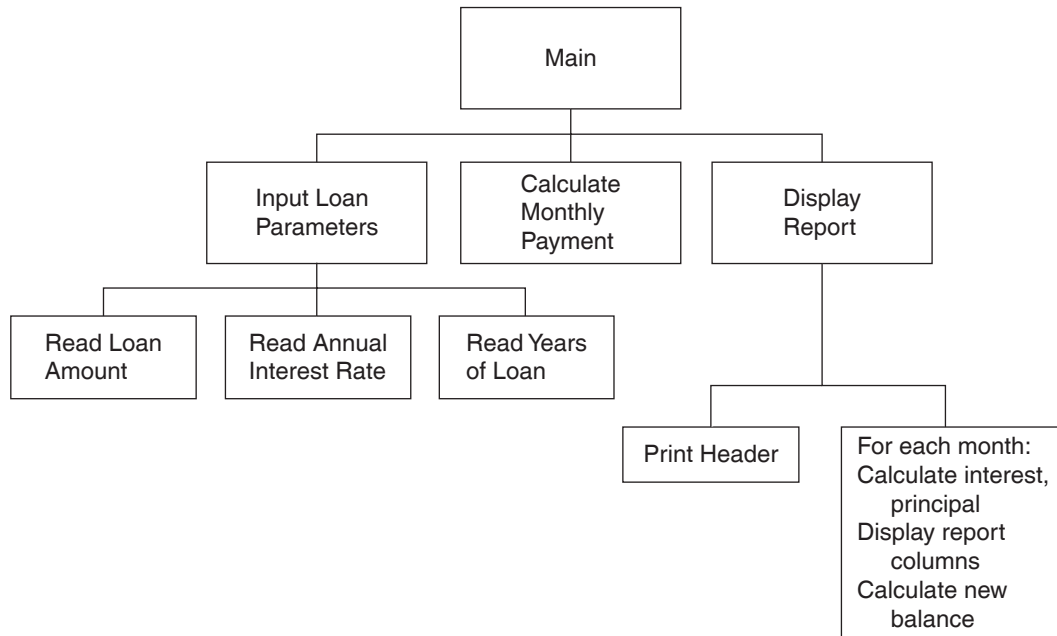 Main
Input Loan
Parameters
Calculate
Monthly
Payment
Display
Report
Read Loan
Amount
Read Annual
Interest Rate
Read Years
of Loan
Print Header
For each month:
Calculate interest,
principal
Display report
columns
Calculate new
balance